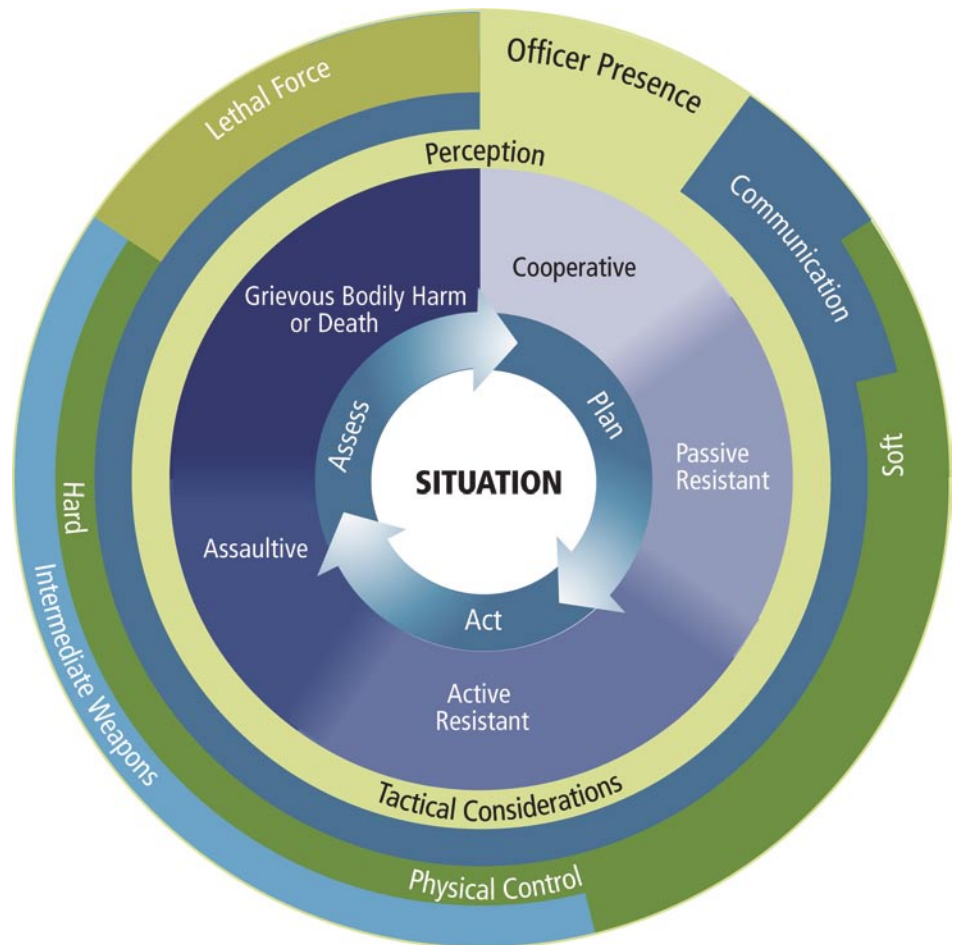 Lethal Force
Officer Presence
Perception
Communication
Cooperative
Grievous Bodily Harm
or Death
Assess
Plan
SITUATION
Passive
Resistant
Soft
Hard
Assaultive
Act
Intermediate Weapons
Active
Resistant
Tactical Considerations
Physical Control